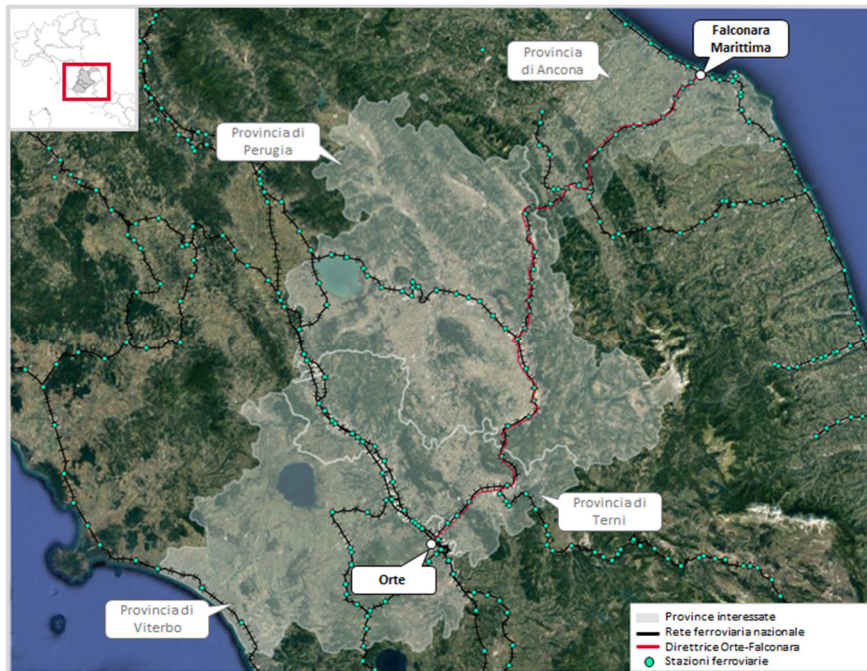 Falconara
Marittima
Provincia
di Ancona
Provincia di
Perugia
Provincia di
Terni
Orte
Provincia di
Viterbo
Province interessate
Rete ferroviaria nazionale
Direttrice Orte-Falconara
Stazioni ferroviarie